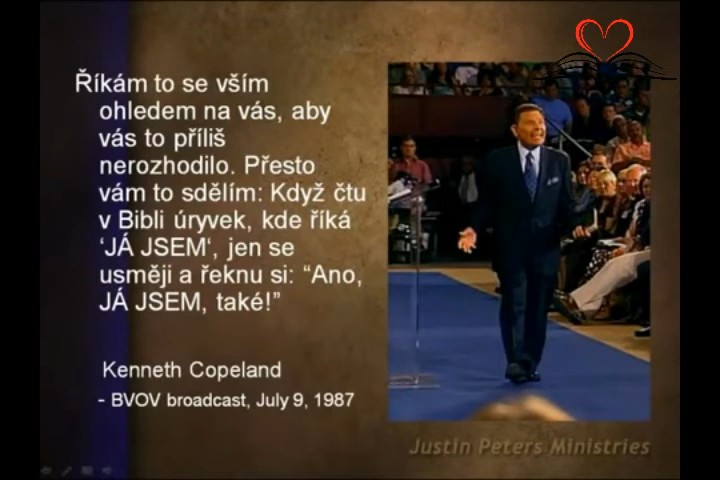 Říkám to se vším
ohledem na vás, aby
vás to příliš
nerozhodilo. Přesto
vám to sdělím: Když čtu
v Bibli úryvek, kde říká
‘JÁ JSEM‘, jen se
usměji a řeknu si: “Ano,
JÁ JSEM, také!”
Kenneth Copeland
- BVOV broadcast, July 9, 1987
Justin Peters Ministries